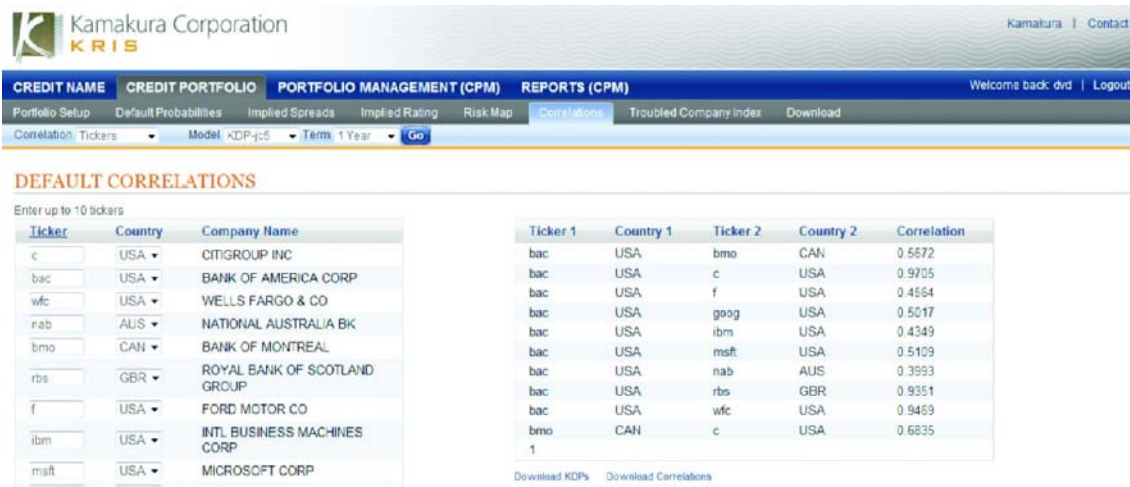 Kamakura Corporation
KRIS
Kamakura | Contact
CREDIT NAME CREDIT PORTFOLIO PORTFOLIO MANAGEMENT (CPM) REPORTS (CPM) Welcome back: dvd | Logout
Portfolio Setup Default Probabilities Implied Spreads Implied Rating Risk Map Correlations Troubled Company Index Download
Correlation Tickers Model KDP-jc5 Term 1 Year Go
DEFAULT CORRELATIONS
Enter up to 10 tickers
Ticker Country Company Name
c USA CITIGROUP INC
bac USA BANK OF AMERICA CORP
wfc USA WELLS FARGO & CO
nab AUS NATIONAL AUSTRALIA BK
bmo CAN BANK OF MONTREAL
rbs GBR ROYAL BANK OF SCOTLAND
GROUP
f USA FORD MOTOR CO
ibm USA INTL BUSINESS MACHINES
CORP
msft USA MICROSOFT CORP
Ticker 1 Country 1 Ticker 2 Country 2 Correlation
bac USA bmo CAN 0.5672
bac USA c USA 0.9705
bac USA f USA 0.4564
bac USA goog USA 0.5017
bac USA ibm USA 0.4349
bac USA msft USA 0.5109
bac USA nab AUS 0.3993
bac USA rbs GBR 0.9351
bac USA wfc USA 0.9469
bmo CAN c USA 0.6835
1
Download KDPs Download Correlations